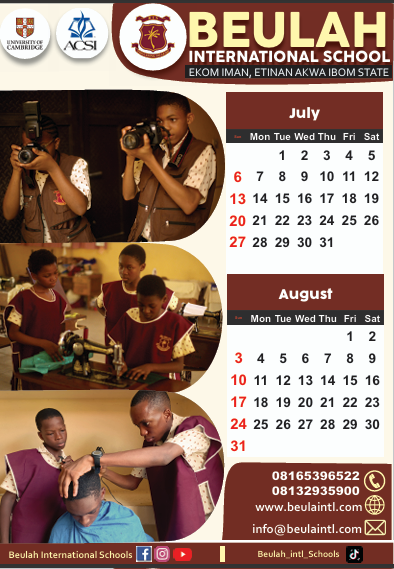 UNIVERSITY OF
CAMBRIDGE
ACSI
BEULAH
INTERNATIONAL SCHOOL
EKOM IMAN, ETINAN AKWA IBOM STATE
July
Mon Tue Wed Thu Fri Sat
1 2 3 4 5
6 7 8 9 10 11 12
13 14 15 16 17 18 19
20 21 22 23 24 25 26
27 28 29 30 31
August
Mon Tue Wed Thu Fri Sat
1 2
3 4 5 6 7 8 9
10 11 12 13 14 15 16
17 18 19 20 21 22 23
24 25 26 27 28 29 30
31
08165396522
08132935900
www.beulaintl.com
info@beulaintl.com
Beulah International Schools
Beulah_intl_Schools